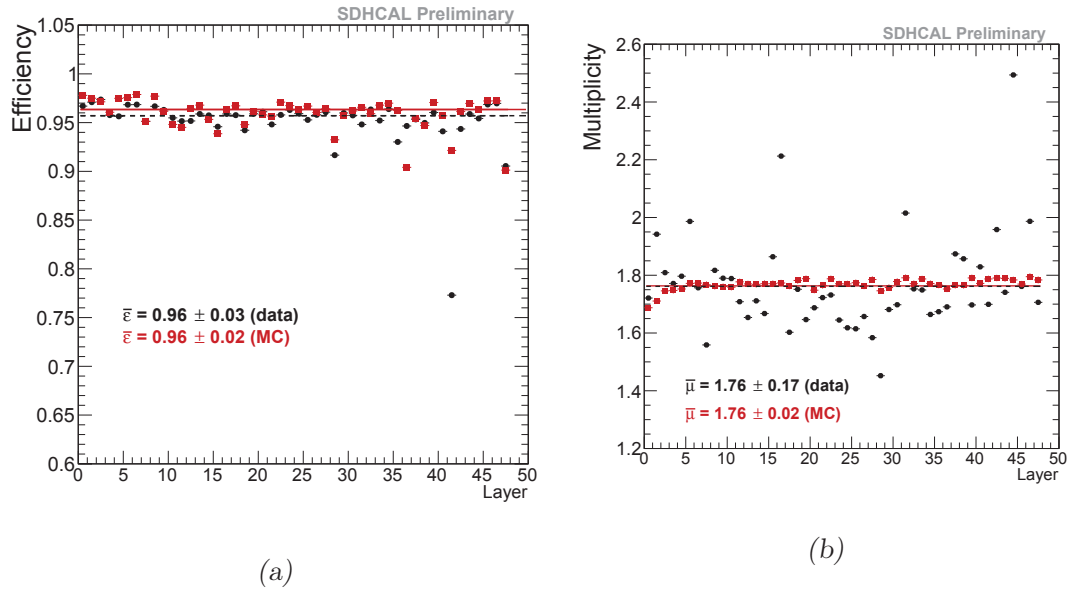 SDHCAL Preliminary
Efficiency
1.05
1
0.95
0.9
0.85
0.8
0.75
0.7
0.65
0.6
ε̅ = 0.96 ± 0.03 (data)
ε̅ = 0.96 ± 0.02 (MC)
0 5 10 15 20 25 30 35 40 45 50
Layer
(a)
SDHCAL Preliminary
Multiplicity
2.6
2.4
2.2
2
1.8
1.6
1.4
1.2
μ̅ = 1.76 ± 0.17 (data)
μ̅ = 1.76 ± 0.02 (MC)
0 5 10 15 20 25 30 35 40 45 50
Layer
(b)